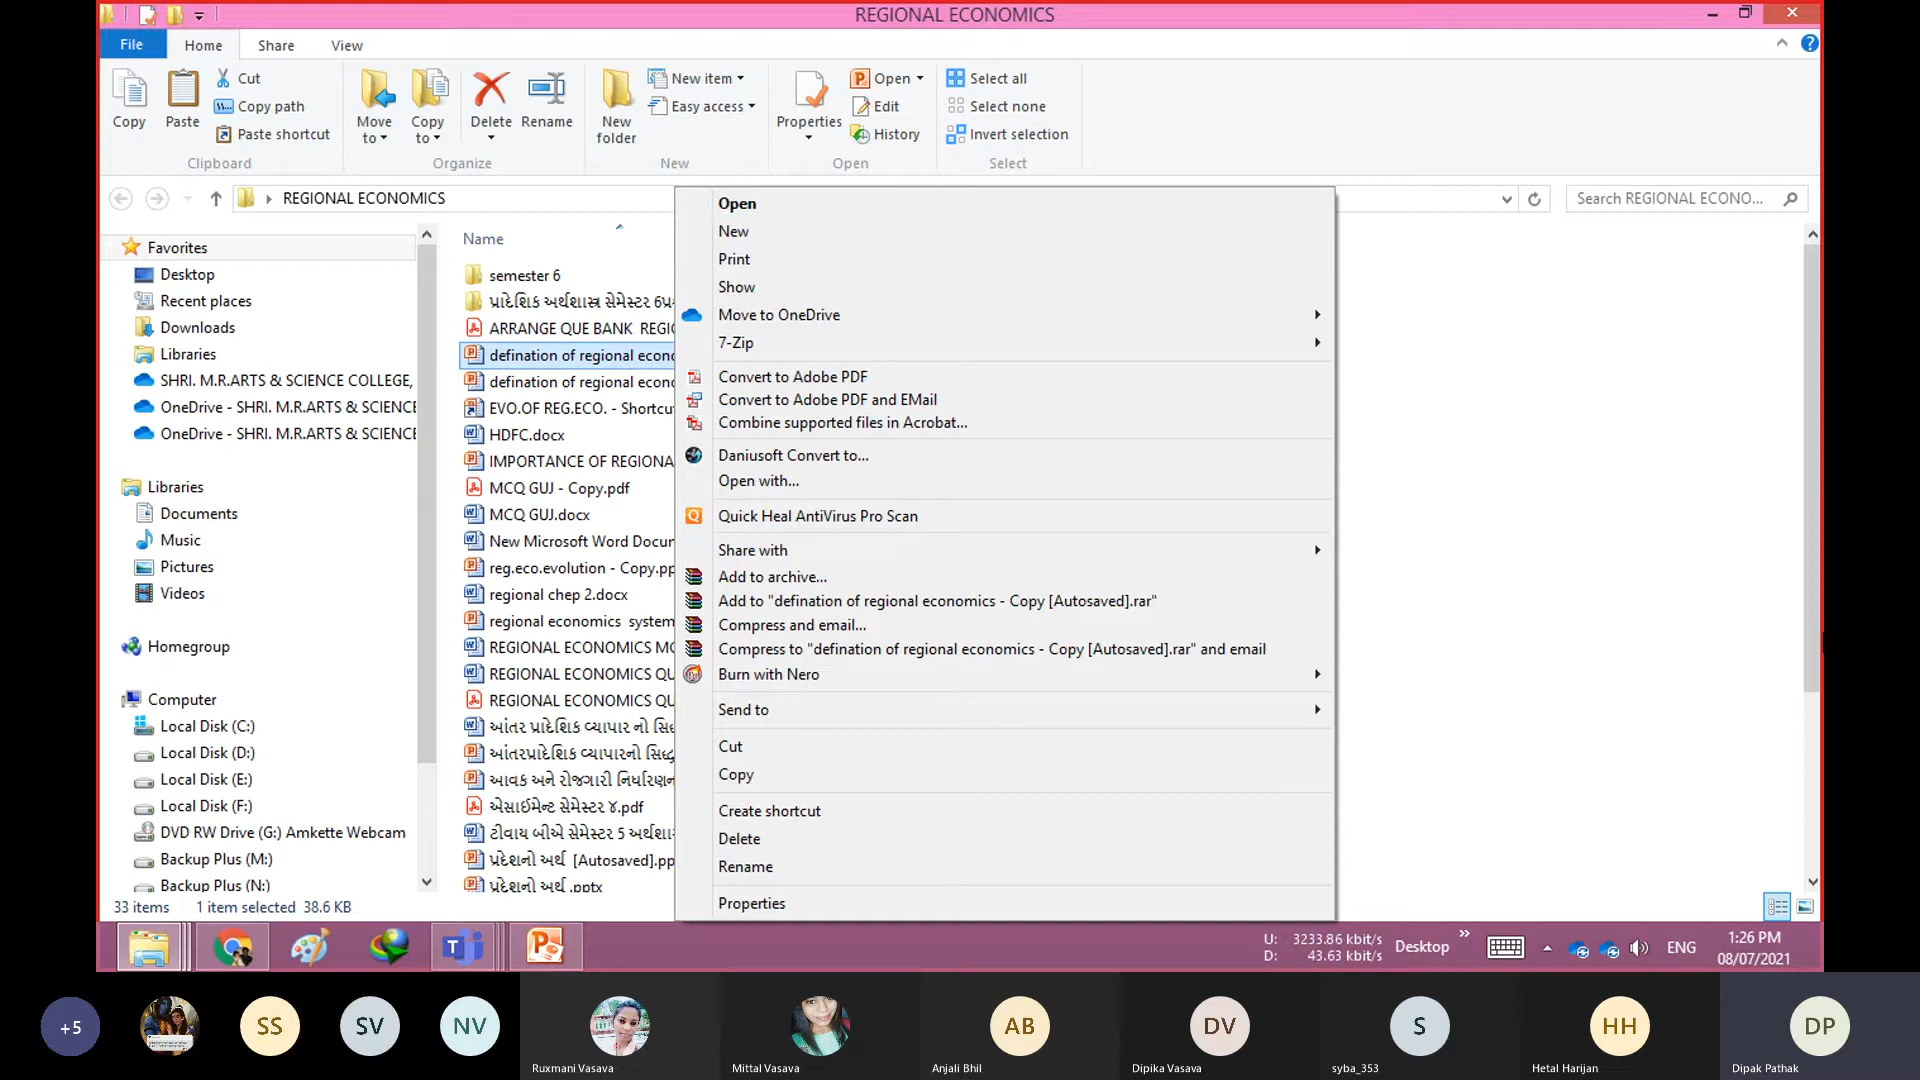 REGIONAL ECONOMICS
File Home Share View
Copy
Paste
Cut
Copy path
Paste shortcut
Clipboard
Move to
Copy to
Delete
Rename
Organize
New folder
New item
Easy access
New
Properties
Open
Edit
History
Open
Select all
Select none
Invert selection
Select
REGIONAL ECONOMICS
Search REGIONAL ECONO...
Favorites
Desktop
Recent places
Downloads
Libraries
SHRI. M.R.ARTS & SCIENCE COLLEGE,
OneDrive - SHRI. M.R.ARTS & SCIENCE
OneDrive - SHRI. M.R.ARTS & SCIENCE
Libraries
Documents
Music
Pictures
Videos
Homegroup
Computer
Local Disk (C:)
Local Disk (D:)
Local Disk (E:)
Local Disk (F:)
DVD RW Drive (G:) Amkette Webcam
Backup Plus (M:)
Backup Plus (N:)
Name
semester 6
પ્રાદેશિક અર્થશાસ્ત્ર સેમેસ્ટર 6પ્ર
ARRANGE QUE BANK REGI
defination of regional econ
defination of regional econ
EVO.OF REG.ECO. - Shortcu
HDFC.docx
IMPORTANCE OF REGIONA
MCQ GUJ - Copy.pdf
MCQ GUJ.docx
New Microsoft Word Docun
reg.eco.evolution - Copy.pp
regional chep 2.docx
regional economics system
REGIONAL ECONOMICS MC
REGIONAL ECONOMICS QU
REGIONAL ECONOMICS QU
આંતર પ્રાદેશિક વ્યાપાર નો સિદ્ધ
આંતરપ્રાદેશિક વ્યાપારનો સિદ્ધ
આવક અને રોજગારી નિર્ધારણન
એસાઈમેન્ટ સેમેસ્ટર ૪.pdf
ટીવાય બીએ સેમેસ્ટર 5 અર્થશા
પ્રદેશનો અર્થ [Autosaved].pp
પ્રદેશનો અર્થ .pptx
Open
New
Print
Show
Move to OneDrive
7-Zip
Convert to Adobe PDF
Convert to Adobe PDF and EMail
Combine supported files in Acrobat...
Daniusoft Convert to...
Open with...
Quick Heal AntiVirus Pro Scan
Share with
Add to archive...
Add to "defination of regional economics - Copy [Autosaved].rar"
Compress and email...
Compress to "defination of regional economics - Copy [Autosaved].rar" and email
Burn with Nero
Send to
Cut
Copy
Create shortcut
Delete
Rename
Properties
33 items 1 item selected 38.6 KB
U: 3233.86 kbit/s
D: 43.63 kbit/s
Desktop
ENG
1:26 PM
08/07/2021
+5
SS
SV
NV
AB
DV
S
HH
DP
Ruxmani Vasava
Mittal Vasava
Anjali Bhil
Dipika Vasava
syba_353
Hetal Harijan
Dipak Pathak